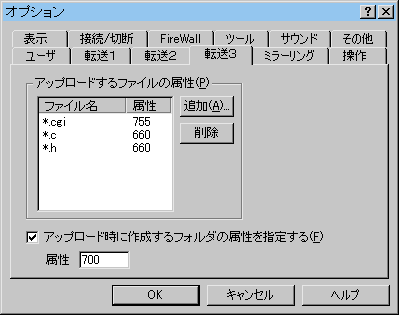 オプション
表示 接続/切断 FireWall ツール サウンド その他
ユーザ 転送1 転送2 転送3 ミラーリング 操作
アップロードするファイルの属性(P)
ファイル名 属性 追加(A)...
*.cgi 755
*.c 660 削除
*.h 660
アップロード時に作成するフォルダの属性を指定する(F)
属性 700
OK キャンセル ヘルプ